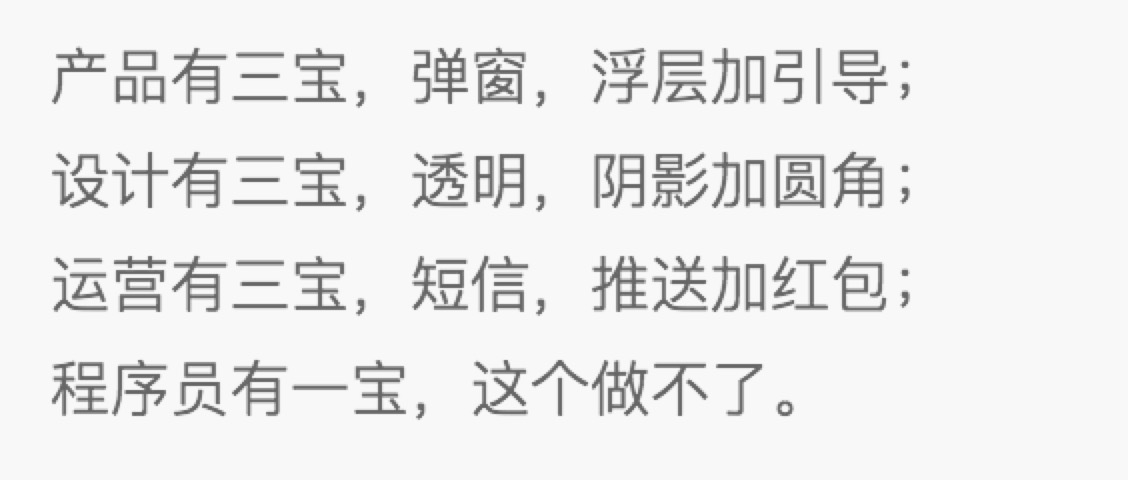 产品有三宝，弹窗，浮层加引导；
设计有三宝，透明，阴影加圆角；
运营有三宝，短信，推送加红包；
程序员有一宝，这个做不了。